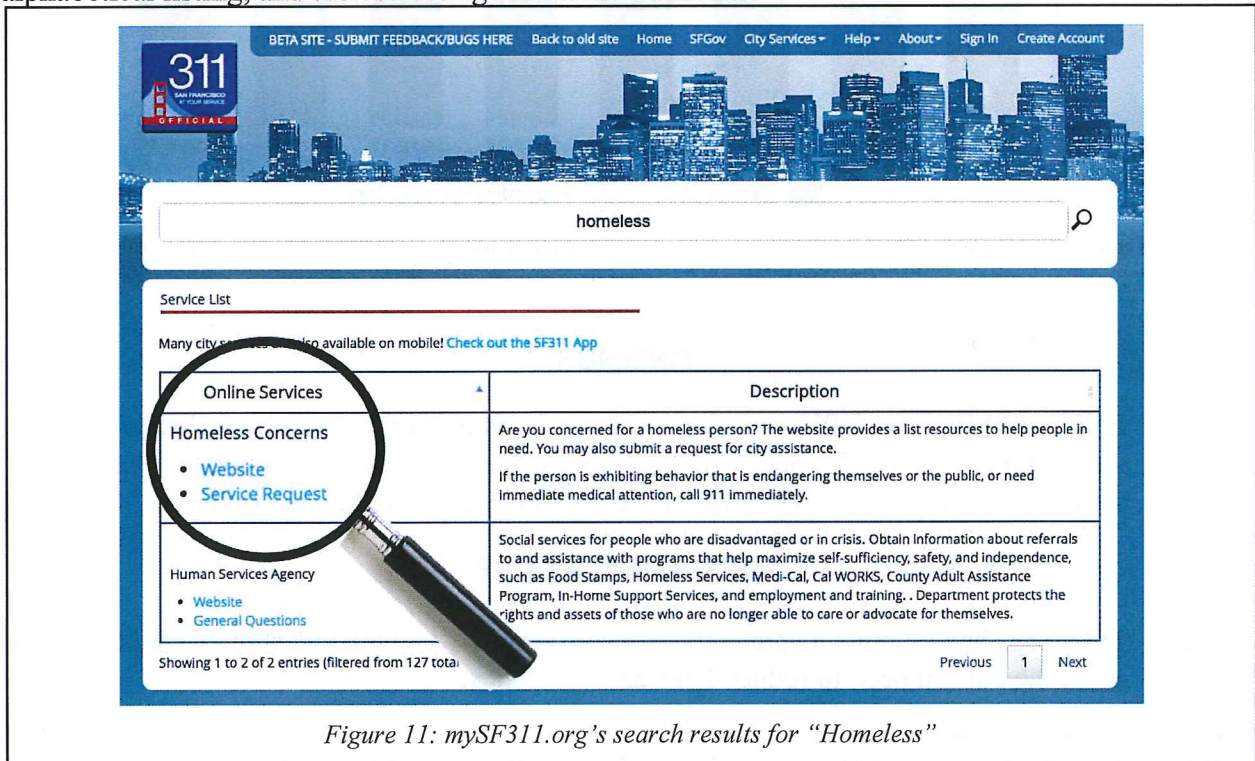 BETA SITE - SUBMIT FEEDBACK/BUGS HERE Back to old site Home SFGov City Services Help About Sign In Create Account
311
SAN FRANCISCO
AT YOUR SERVICE
OFFICIAL
homeless
Service List
Many city also available on mobile! Check out the SF311 App
Online Services Description
Homeless Concerns
• Website
• Service Request
Are you concerned for a homeless person? The website provides a list resources to help people in
need. You may also submit a request for city assistance.
If the person is exhibiting behavior that is endangering themselves or the public, or need
immediate medical attention, call 911 immediately.
Human Services Agency
• Website
• General Questions
Social services for people who are disadvantaged or in crisis. Obtain Information about referrals
to and assistance with programs that help maximize self-sufficiency, safety, and independence,
such as Food Stamps, Homeless Services, Medi-Cal, Cal WORKS, County Adult Assistance
Program, In-Home Support Services, and employment and training. . Department protects the
rights and assets of those who are no longer able to care or advocate for themselves.
Showing 1 to 2 of 2 entries (filtered from 127 total
Previous 1 Next
Figure 11: mySF311.org's search results for "Homeless"